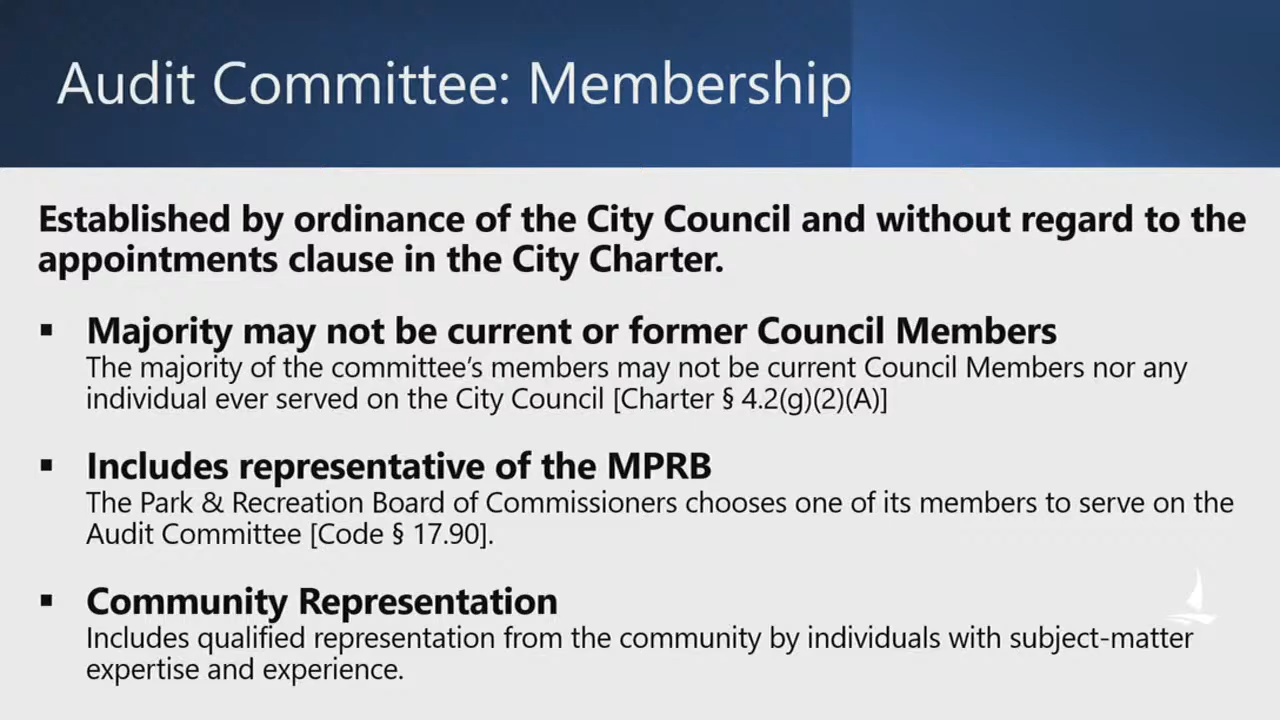 Audit Committee: Membership
Established by ordinance of the City Council and without regard to the
appointments clause in the City Charter.
▪ Majority may not be current or former Council Members
The majority of the committee’s members may not be current Council Members nor any
individual ever served on the City Council [Charter § 4.2(g)(2)(A)]
▪ Includes representative of the MPRB
The Park & Recreation Board of Commissioners chooses one of its members to serve on the
Audit Committee [Code § 17.90].
▪ Community Representation
Includes qualified representation from the community by individuals with subject-matter
expertise and experience.